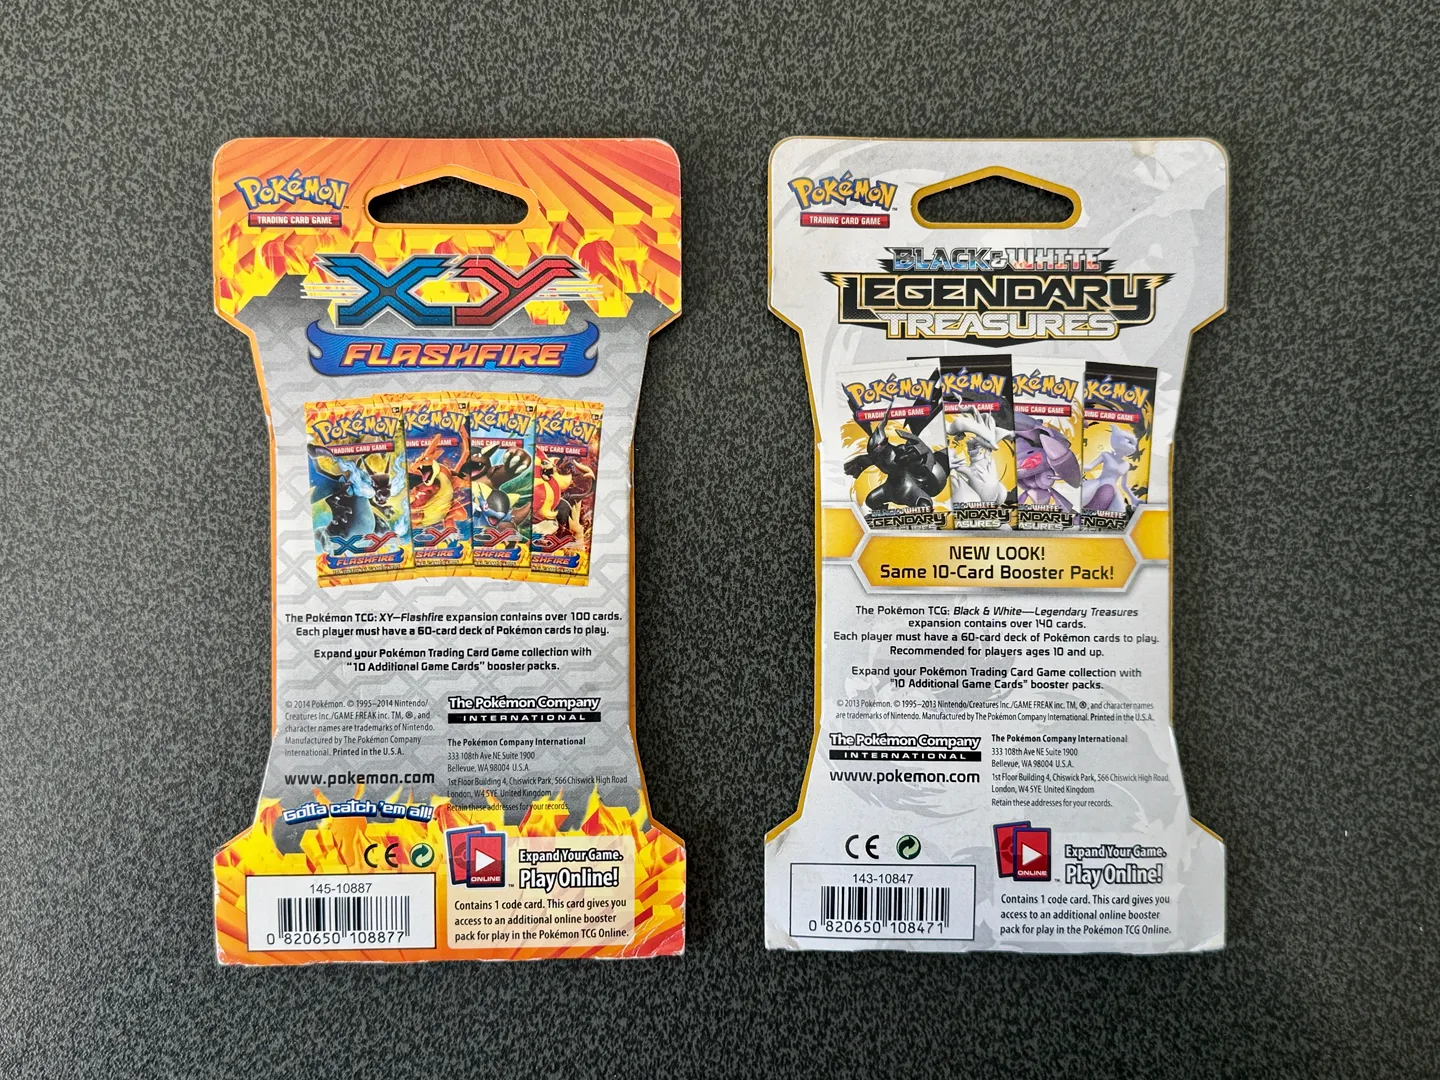 Pokémon
TRADING CARD GAME
XY
FLASHFIRE
Pokémon
TRADING CARD GAME
XY
FLASHFIRE
The Pokémon TCG: XY—Flashfire expansion contains over 100 cards.
Each player must have a 60-card deck of Pokémon cards to play.
Expand your Pokémon Trading Card Game collection with
"10 Additional Game Cards" booster packs.
© 2014 Pokémon. © 1995–2014 Nintendo/
Creatures Inc./GAME FREAK inc. TM, ®, and
character names are trademarks of Nintendo.
Manufactured by The Pokémon Company
International. Printed in the U.S.A.
www.pokemon.com
Gotta catch 'em all!
The Pokémon Company
INTERNATIONAL
The Pokémon Company International
333 108th Ave NE Suite 1900
Bellevue, WA 98004 U.S.A.
1st Floor Building 4, Chiswick Park, 566 Chiswick High Road
London, W4 5YE United Kingdom
Retain these addresses for your records.
CE
145-10887
0 820650 108877
ONLINE
Expand Your Game.
Play Online!
Contains 1 code card. This card gives you
access to an additional online booster
pack for play in the Pokémon TCG Online.
Pokémon
TRADING CARD GAME
BLACK & WHITE
LEGENDARY
TREASURES
Pokémon
TRADING CARD GAME
BLACK & WHITE
NEW LOOK!
Same 10-Card Booster Pack!
The Pokémon TCG: Black & White—Legendary Treasures
expansion contains over 140 cards.
Each player must have a 60-card deck of Pokémon cards to play.
Recommended for players ages 10 and up.
Expand your Pokémon Trading Card Game collection with
"10 Additional Game Cards" booster packs.
© 2013 Pokémon. © 1995–2013 Nintendo/Creatures Inc./GAME FREAK inc. TM, ®, and character names
are trademarks of Nintendo. Manufactured by The Pokémon Company International. Printed in the U.S.A.
The Pokémon Company
INTERNATIONAL
www.pokemon.com
The Pokémon Company International
333 108th Ave NE Suite 1900
Bellevue, WA 98004 U.S.A.
1st Floor Building 4, Chiswick Park, 566 Chiswick High Road
London, W4 5YE United Kingdom
Retain these addresses for your records.
CE
143-10847
0 820650 108471
ONLINE
Expand Your Game.
Play Online!
Contains 1 code card. This card gives you
access to an additional online booster
pack for play in the Pokémon TCG Online.